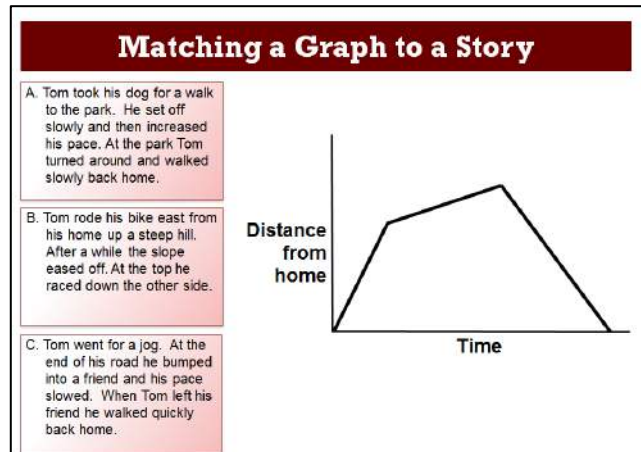 Matching a Graph to a Story
A. Tom took his dog for a walk
to the park. He set off
slowly and then increased
his pace. At the park Tom
turned around and walked
slowly back home.
B. Tom rode his bike east from
his home up a steep hill.
After a while the slope
eased off. At the top he
raced down the other side.
C. Tom went for a jog. At the
end of his road he bumped
into a friend and his pace
slowed. When Tom left his
friend he walked quickly
back home.
Distance
from
home
Time